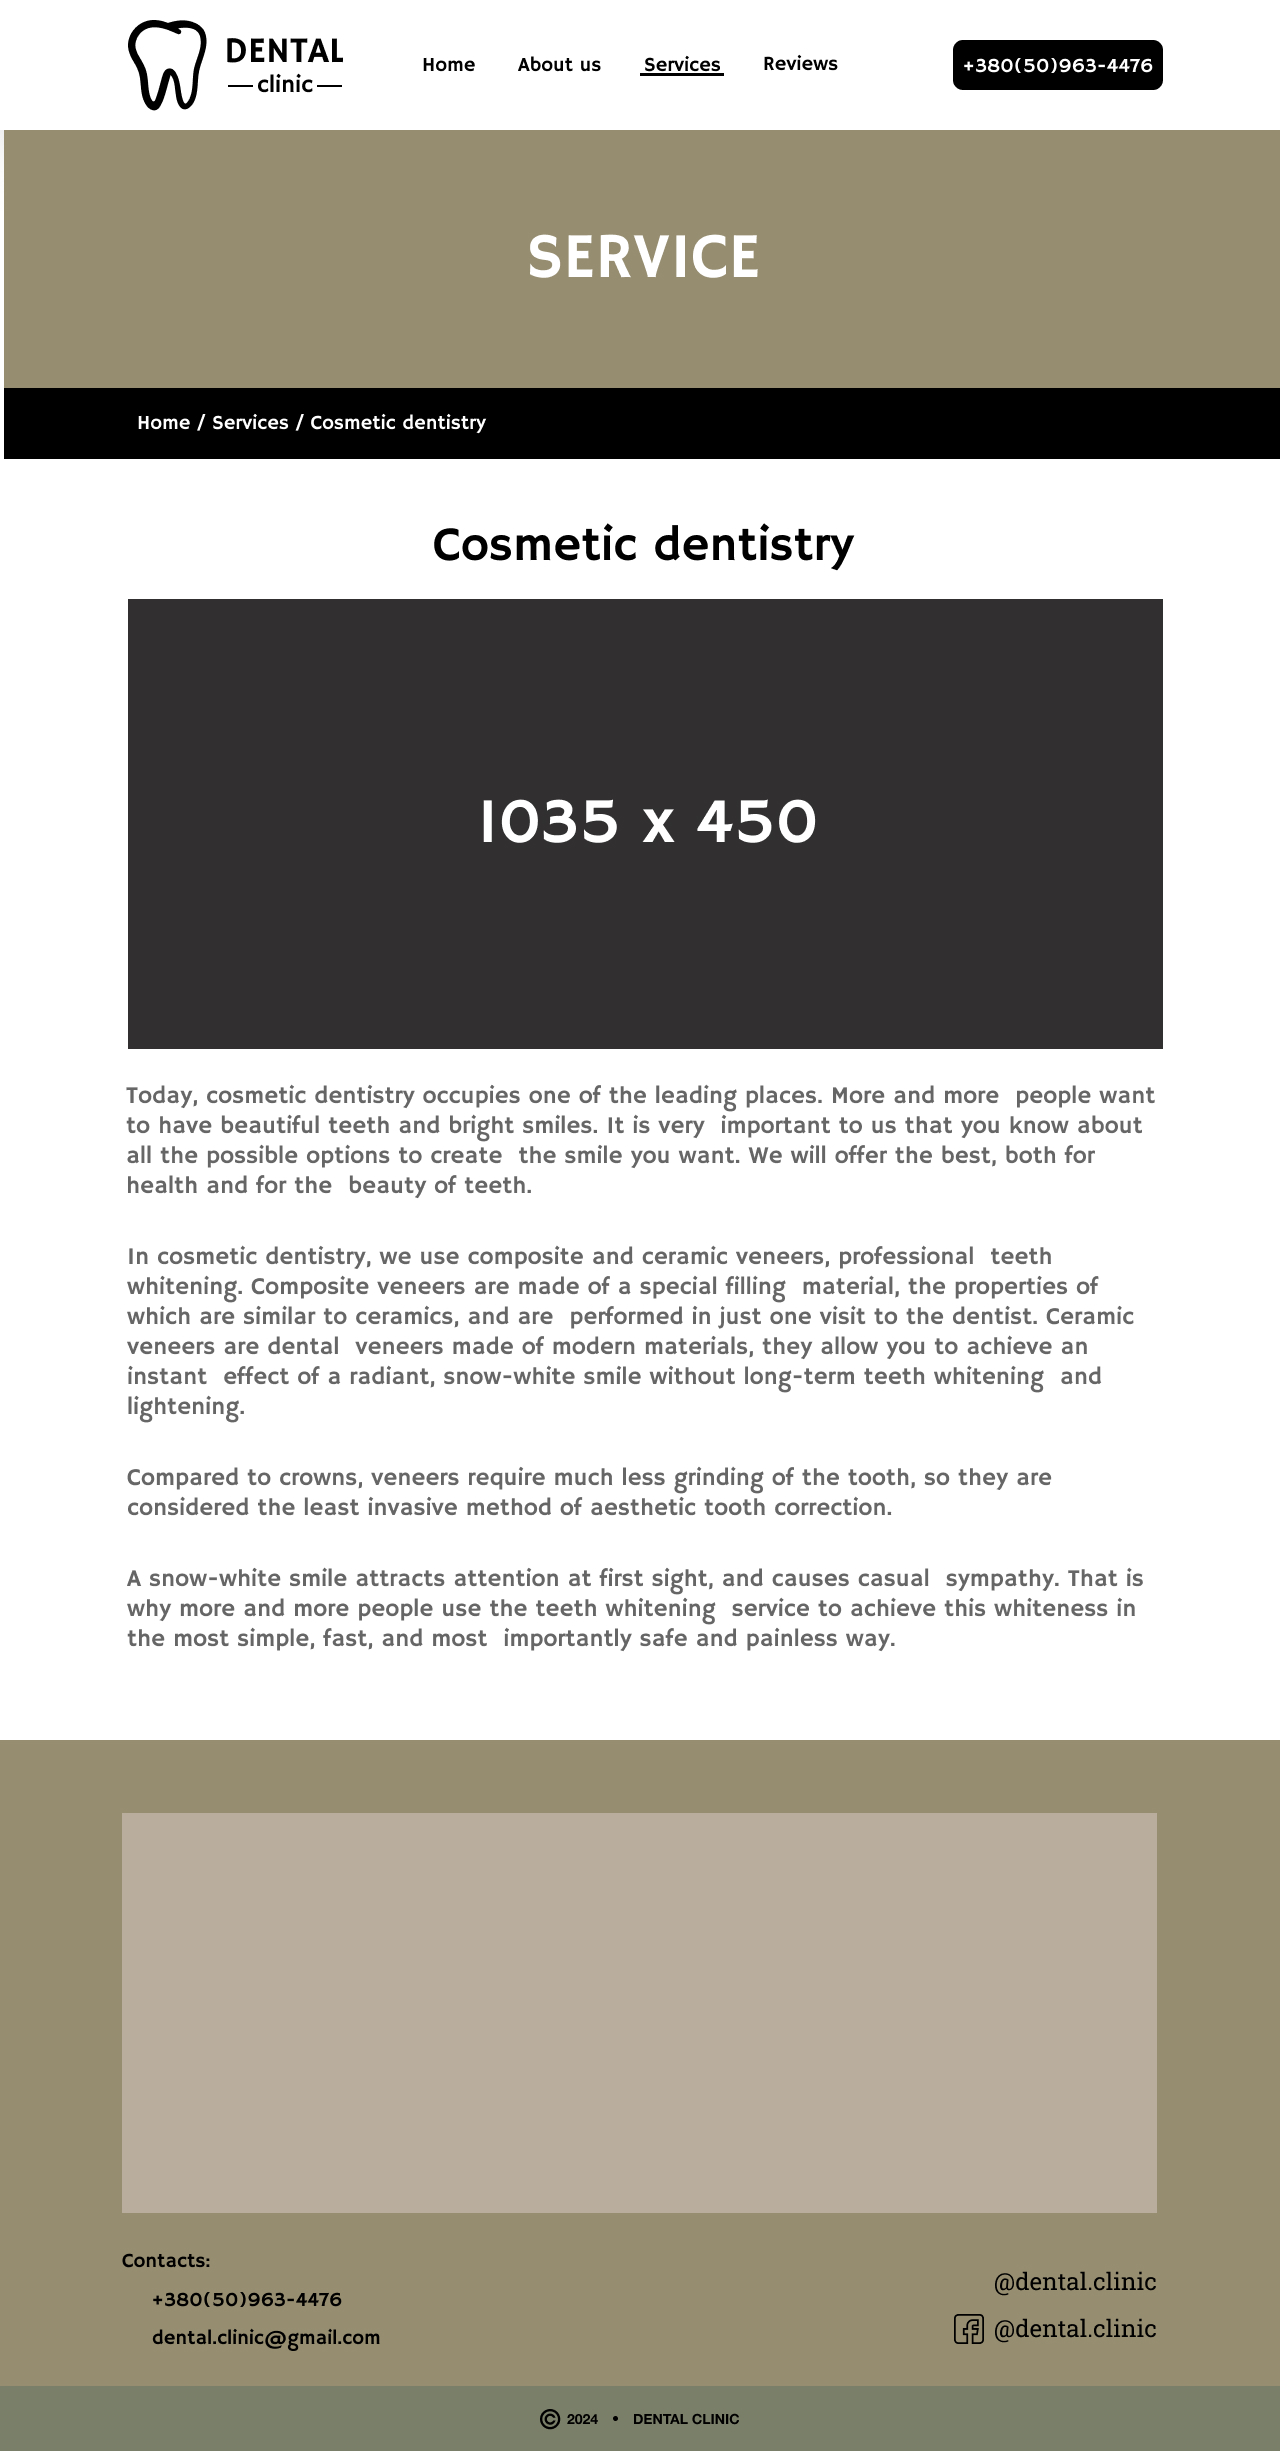 DENTAL
clinic
Home
About us
Services
Reviews
+380(50)963-4476
SERVICE
Home / Services / Cosmetic dentistry
Cosmetic dentistry
1035 x 450
Today, cosmetic dentistry occupies one of the leading places. More and more people want
to have beautiful teeth and bright smiles. It is very important to us that you know about
all the possible options to create the smile you want. We will offer the best, both for
health and for the beauty of teeth.
In cosmetic dentistry, we use composite and ceramic veneers, professional teeth
whitening. Composite veneers are made of a special filling material, the properties of
which are similar to ceramics, and are performed in just one visit to the dentist. Ceramic
veneers are dental veneers made of modern materials, they allow you to achieve an
instant effect of a radiant, snow-white smile without long-term teeth whitening and
lightening.
Compared to crowns, veneers require much less grinding of the tooth, so they are
considered the least invasive method of aesthetic tooth correction.
A snow-white smile attracts attention at first sight, and causes casual sympathy. That is
why more and more people use the teeth whitening service to achieve this whiteness in
the most simple, fast, and most importantly safe and painless way.
Contacts:
+380(50)963-4476
dental.clinic@gmail.com
@dental.clinic
@dental.clinic
© 2024 • DENTAL CLINIC